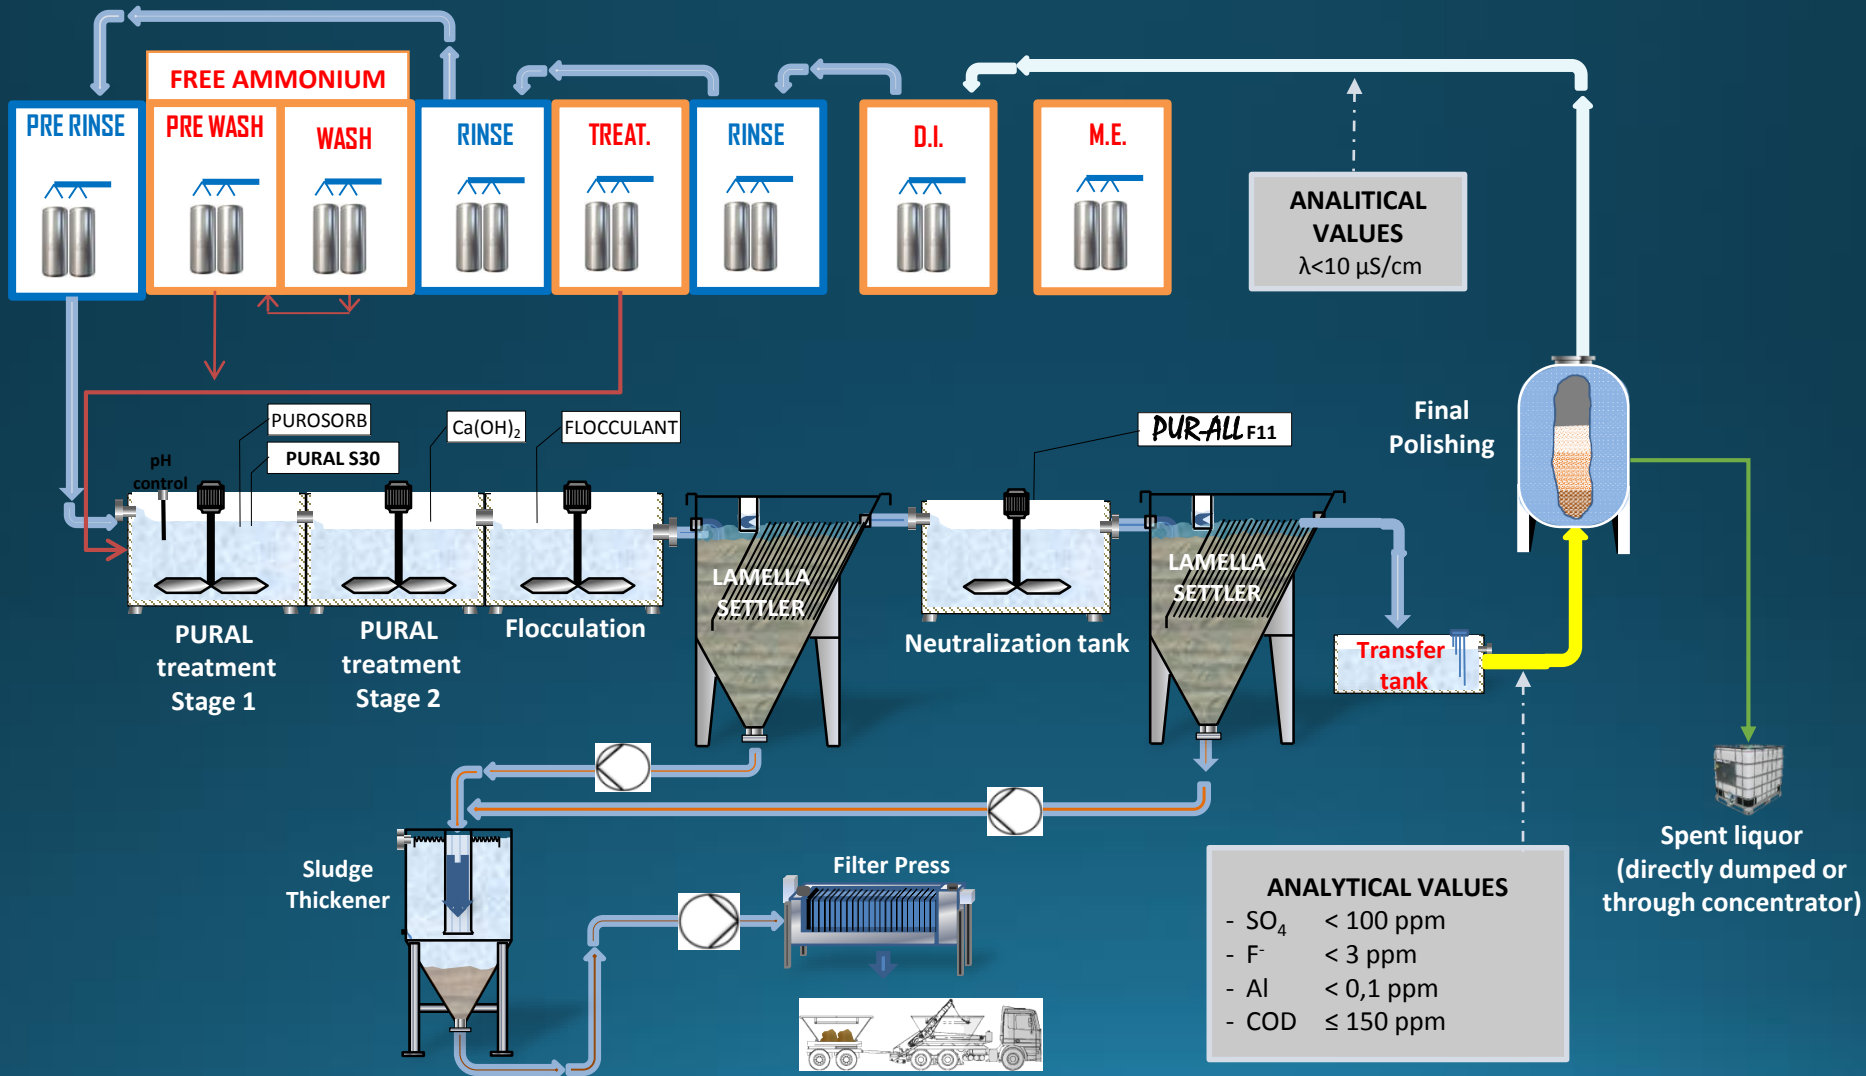 FREE AMMONIUM
PRE RINSE
PRE WASH
WASH
RINSE
TREAT.
RINSE
D.I.
M.E.
ANALITICAL
VALUES
λ<10 µS/cm
PUROSORB
PURAL S30
Ca(OH)₂
FLOCCULANT
PUR-ALL F11
pH
control
Final
Polishing
LAMELLA
SETTLER
LAMELLA
SETTLER
PURAL
treatment
Stage 1
PURAL
treatment
Stage 2
Flocculation
Neutralization tank
Transfer
tank
Sludge
Thickener
Filter Press
Spent liquor
(directly dumped or
through concentrator)
ANALYTICAL VALUES
- SO₄ < 100 ppm
- F⁻ < 3 ppm
- Al < 0,1 ppm
- COD ≤ 150 ppm